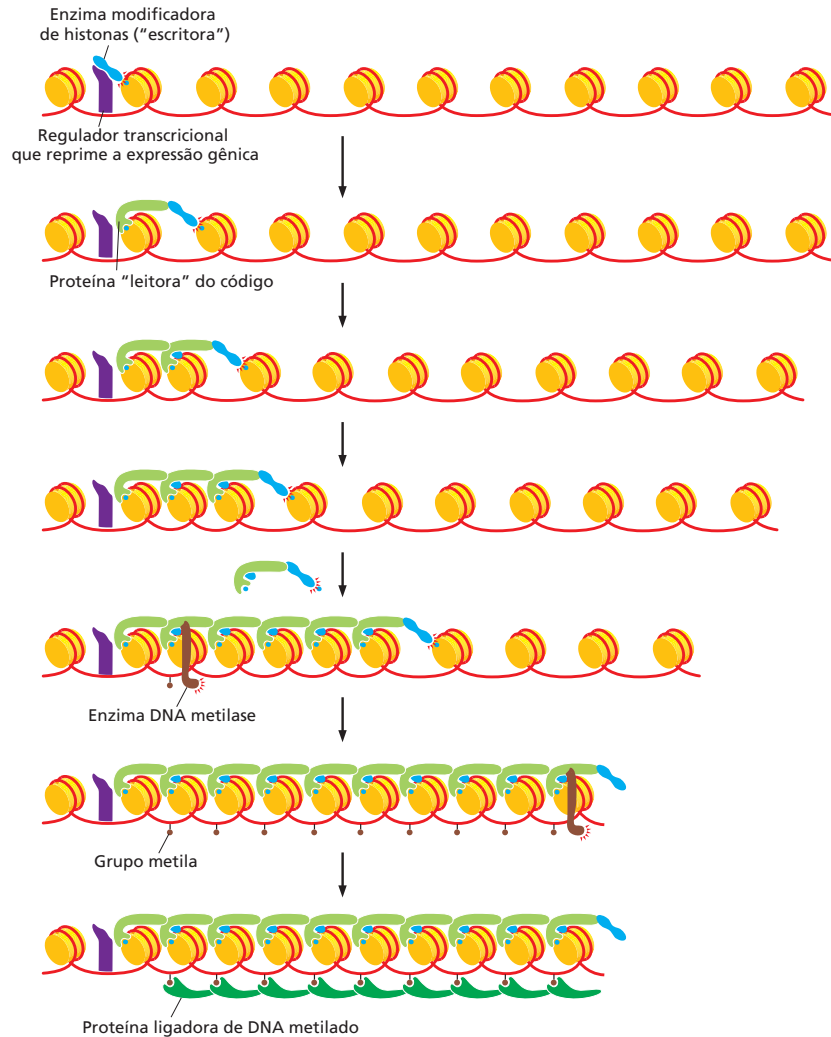 Enzima modificadora
de histonas (“escritora”)
Regulador transcricional
que reprime a expressão gênica
Proteína “leitora” do código
Enzima DNA metilase
Grupo metila
Proteína ligadora de DNA metilado